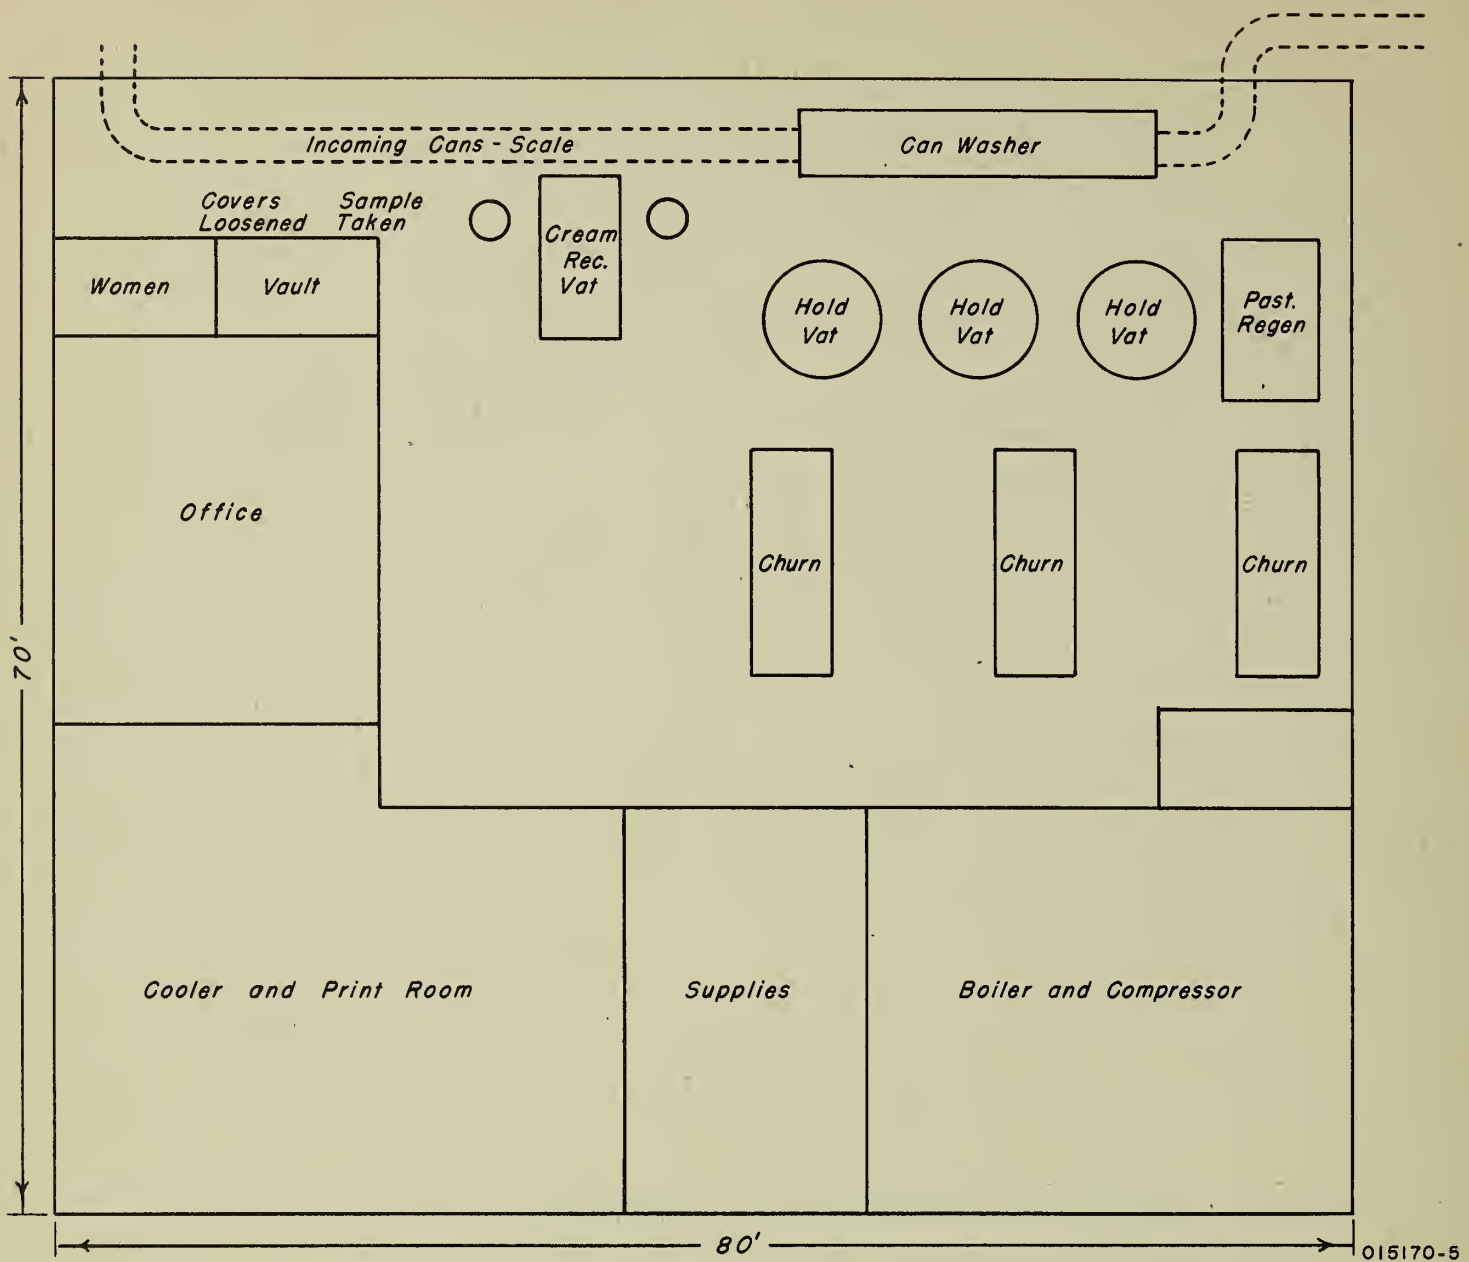 Incoming Cans - Scale
Can Washer
Covers Sample
Loosened Taken
Cream
Rec.
Vat
Women
Vault
Hold
Vat
Hold
Vat
Hold
Vat
Past.
Regen
Office
Churn
Churn
Churn
70'
Cooler and Print Room
Supplies
Boiler and Compressor
80'
015170-5